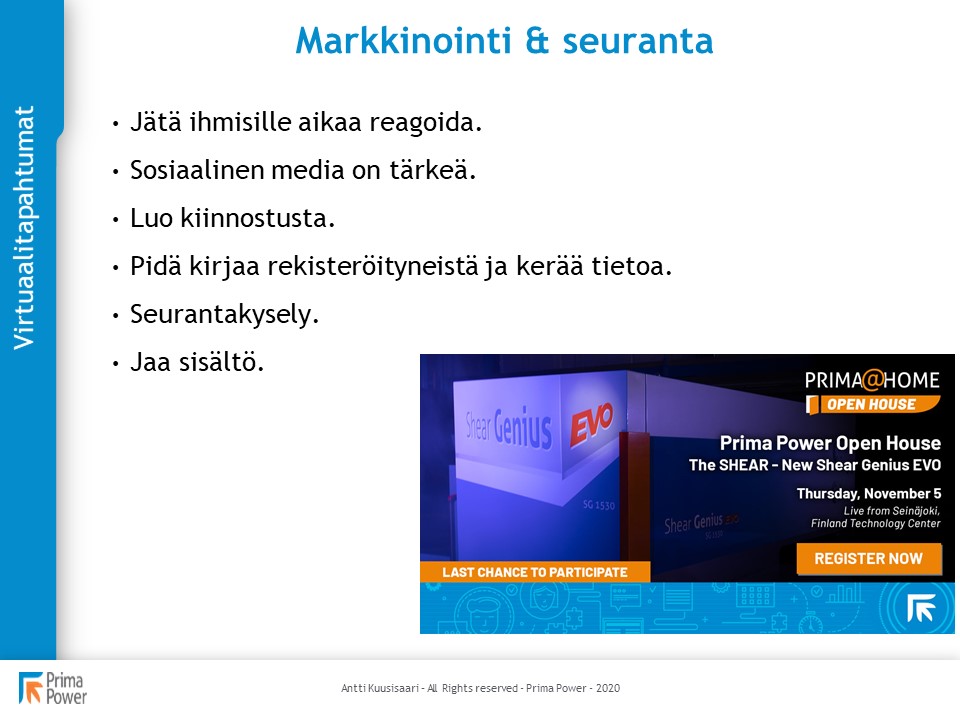 Markkinointi & seuranta
Virtuaalitapahtumat
• Jätä ihmisille aikaa reagoida.
• Sosiaalinen media on tärkeä.
• Luo kiinnostusta.
• Pidä kirjaa rekisteröityneistä ja kerää tietoa.
• Seurantakysely.
• Jaa sisältö.
PRIMA@HOME
OPEN HOUSE
Shear Genius EVO
SG 1530
Prima Power Open House
The SHEAR - New Shear Genius EVO
Thursday, November 5
Live from Seinäjoki,
Finland Technology Center
Shear Genius EVO
SG 1530
REGISTER NOW
LAST CHANCE TO PARTICIPATE
Prima
Power
Antti Kuusisaari - All Rights reserved - Prima Power - 2020